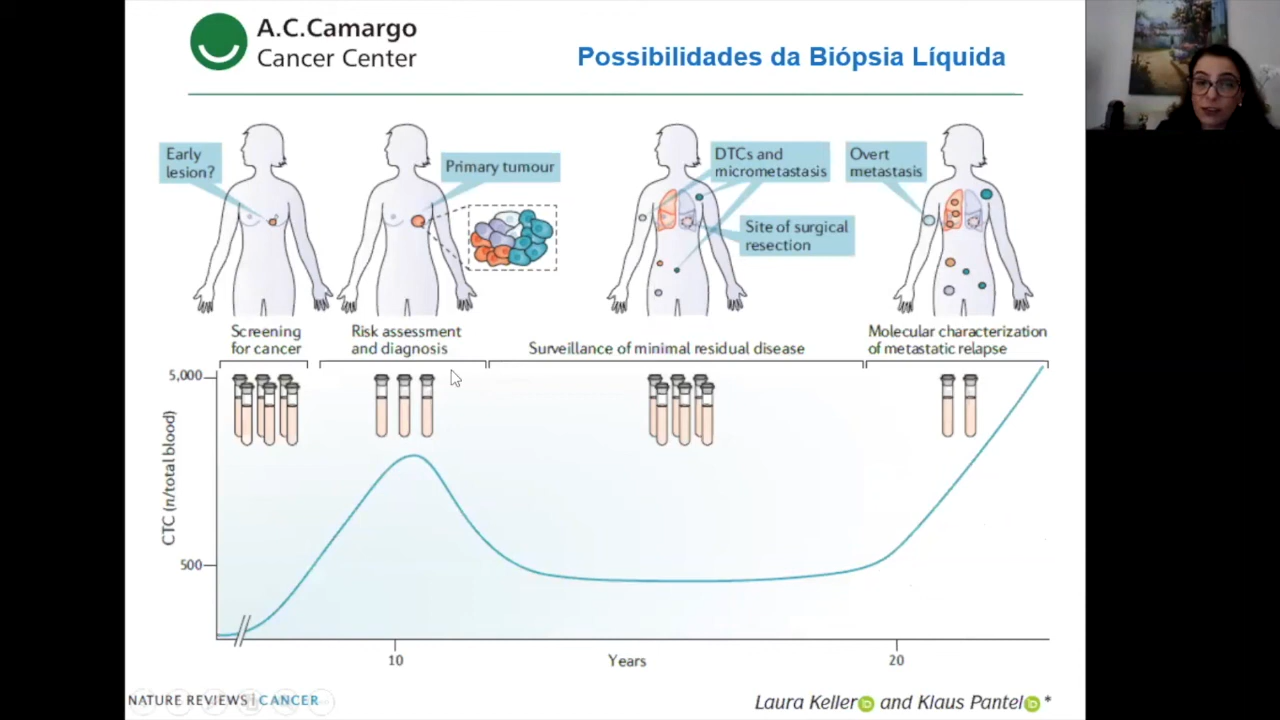 A.C.Camargo
Cancer Center
Possibilidades da Biópsia Líquida
Early
lesion?
Primary tumour
DTCs and
micrometastasis
Overt
metastasis
Site of surgical
resection
Screening
for cancer
Risk assessment
and diagnosis
Surveillance of minimal residual disease
Molecular characterization
of metastatic relapse
5,000
CTC (n/total blood)
500
10
Years
20
NATURE REVIEWS | CANCER
Laura Keller iD and Klaus Pantel iD *